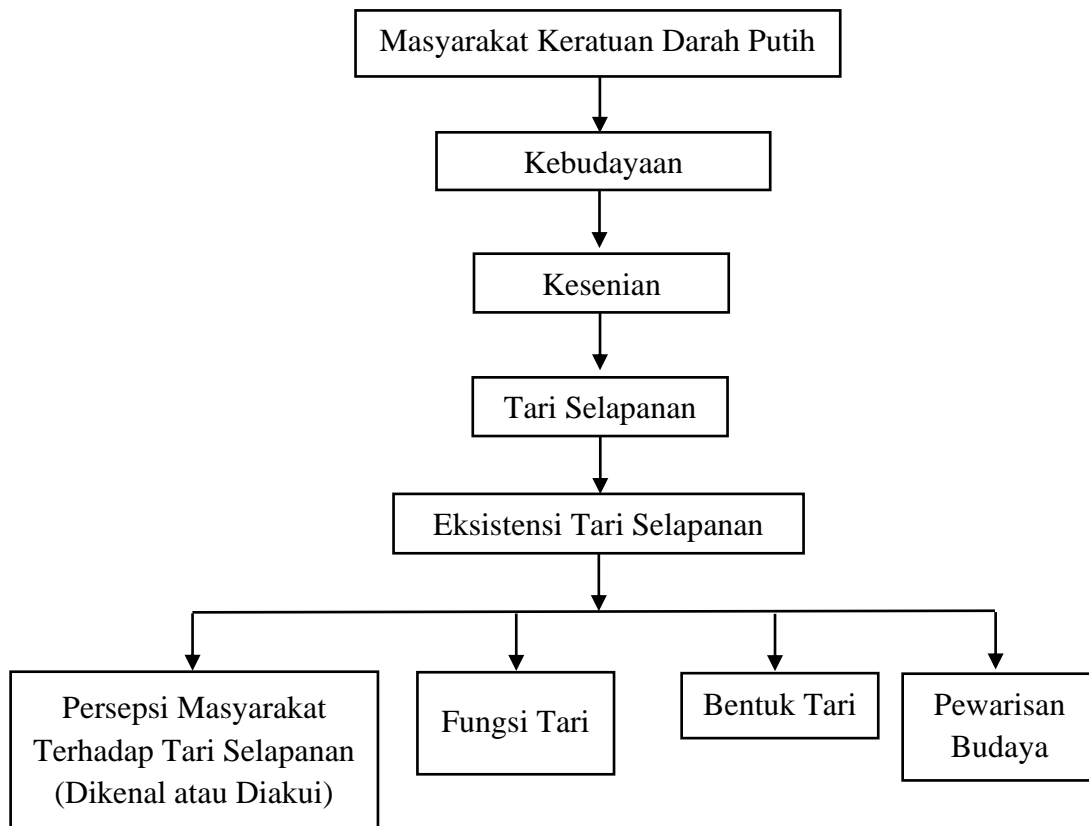 Masyarakat Keratuan Darah Putih
Kebudayaan
Kesenian
Tari Selapanan
Eksistensi Tari Selapanan
Persepsi Masyarakat
Terhadap Tari Selapanan
(Dikenal atau Diakui)
Fungsi Tari
Bentuk Tari
Pewarisan
Budaya